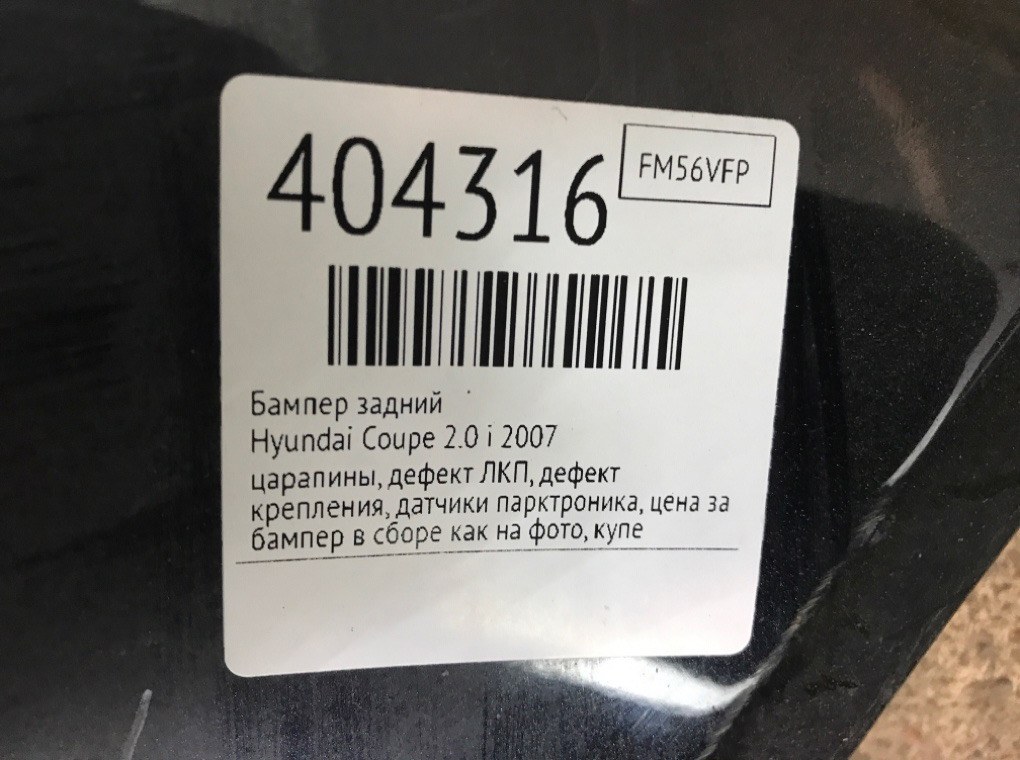 404316
FM56VFP
Бампер задний
Hyundai Coupe 2.0 i 2007
царапины, дефект ЛКП, дефект
крепления, датчики парктроника, цена за
бампер в сборе как на фото, купе